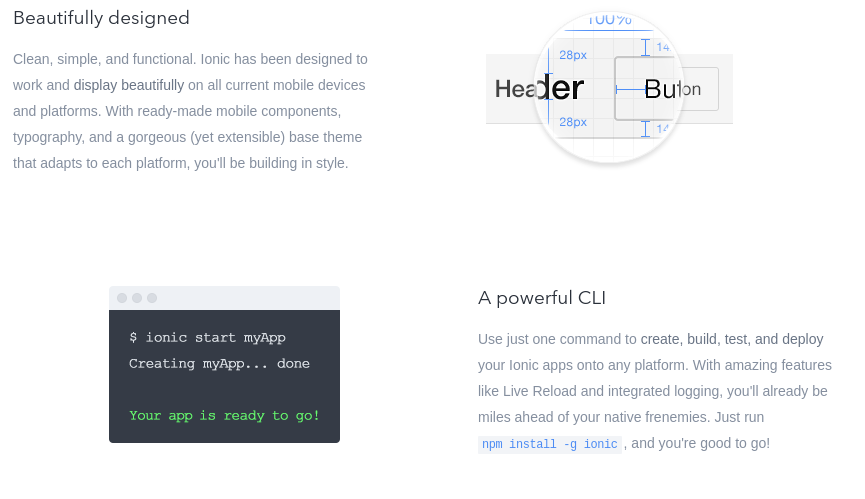 Beautifully designed
Clean, simple, and functional. Ionic has been designed to
work and display beautifully on all current mobile devices
and platforms. With ready-made mobile components,
typography, and a gorgeous (yet extensible) base theme
that adapts to each platform, you'll be building in style.
100%
28px
14
Header
Button
28px
14
$ ionic start myApp
Creating myApp... done
Your app is ready to go!
A powerful CLI
Use just one command to create, build, test, and deploy
your Ionic apps onto any platform. With amazing features
like Live Reload and integrated logging, you'll already be
miles ahead of your native frenemies. Just run
npm install -g ionic, and you're good to go!